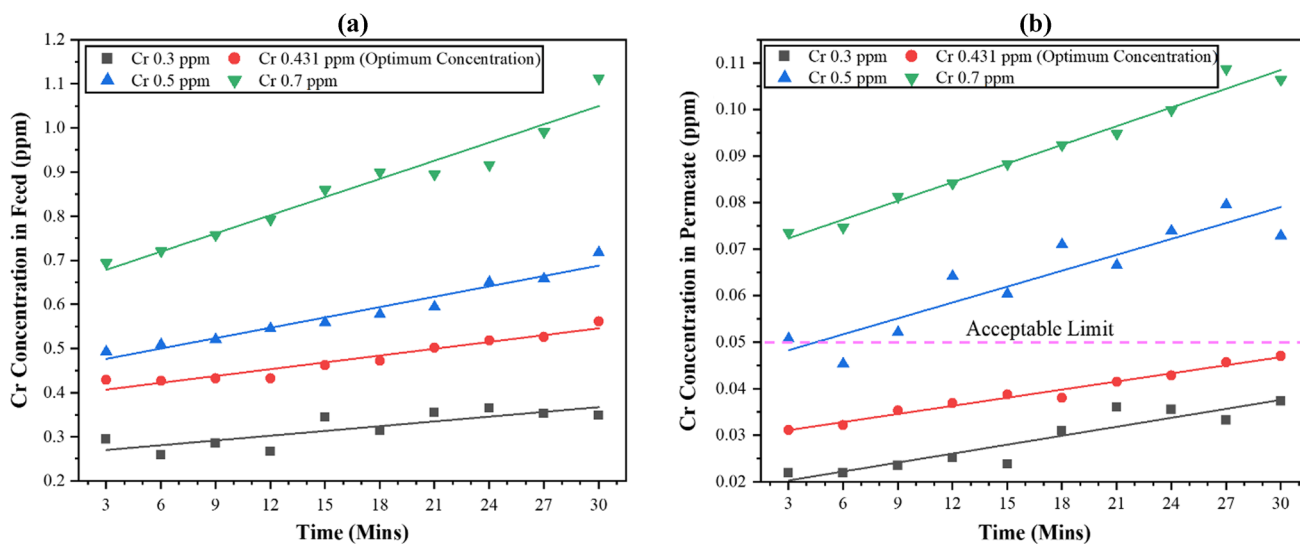 (a)
Cr Concentration in Feed (ppm)
1.2
1.1
1.0
0.9
0.8
0.7
0.6
0.5
0.4
0.3
0.2
Cr 0.3 ppm
Cr 0.431 ppm (Optimum Concentration)
Cr 0.5 ppm
Cr 0.7 ppm
3 6 9 12 15 18 21 24 27 30
Time (Mins)
(b)
Cr Concentration in Permeate (ppm)
0.11
0.10
0.09
0.08
0.07
0.06
0.05
0.04
0.03
0.02
Cr 0.3 ppm
Cr 0.431 ppm (Optimum Concentration)
Cr 0.5 ppm
Cr 0.7 ppm
Acceptable Limit
3 6 9 12 15 18 21 24 27 30
Time (Mins)